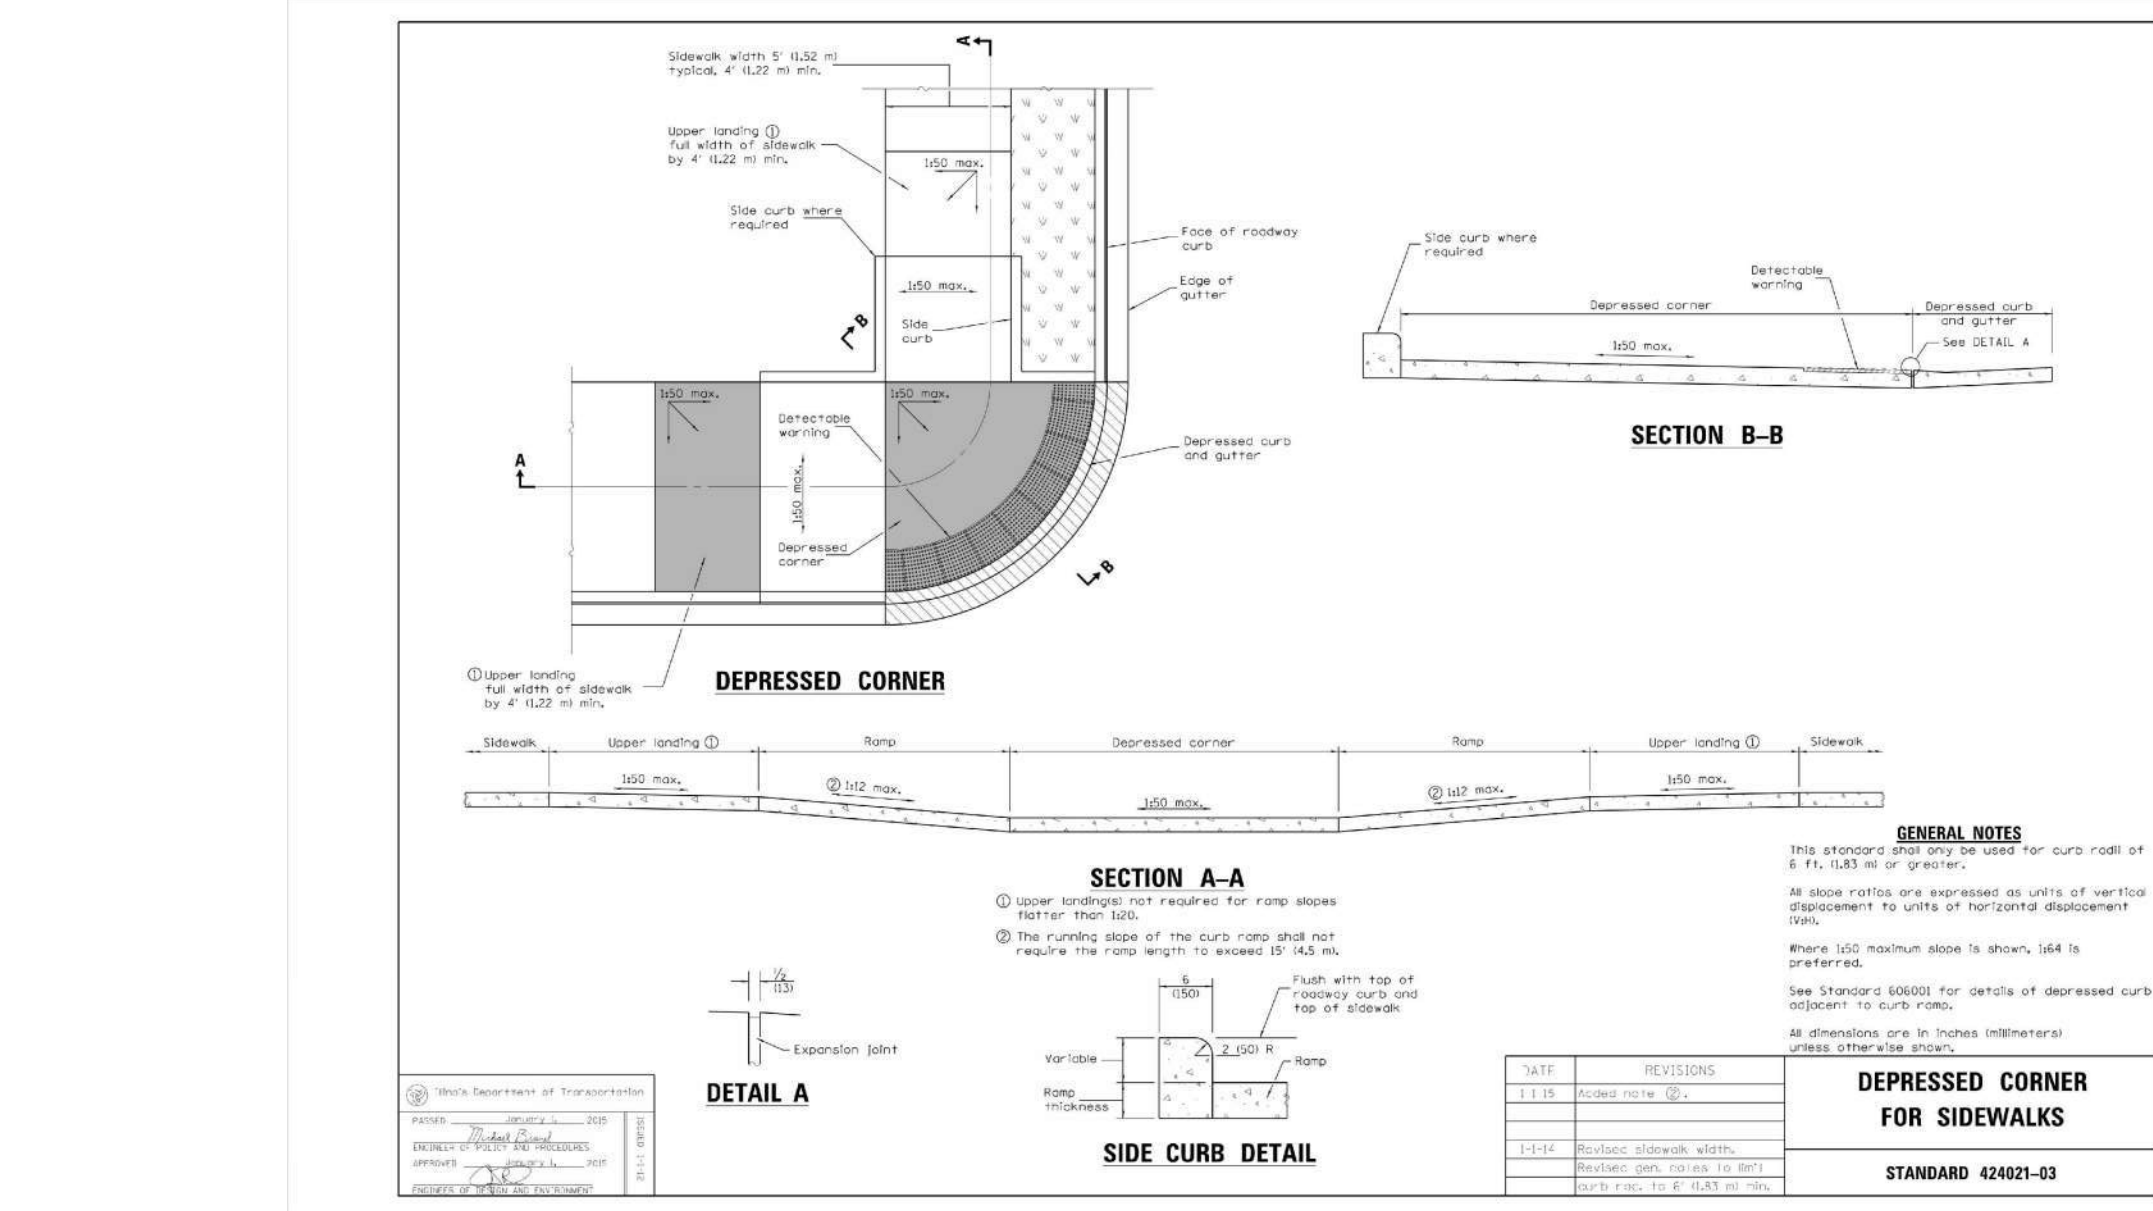 Sidewalk width 5' (1.52 m)
typical, 4' (1.22 m) min.
A
Upper landing ①
full width of sidewalk
by 4' (1.22 m) min.
1:50 max.
Side curb where
required
Face of roadway
curb
Edge of
gutter
1:50 max.
Side
curb
B
1:50 max.
1:50 max.
Detectable
warning
Depressed curb
and gutter
A
1:50 max.
Depressed
corner
B
① Upper landing
full width of sidewalk
by 4' (1.22 m) min.
DEPRESSED CORNER
Side curb where
required
Detectable
warning
Depressed corner
Depressed curb
and gutter
1:50 max.
See DETAIL A
SECTION B–B
Sidewalk
Upper landing ①
Ramp
Depressed corner
Ramp
Upper landing ①
Sidewalk
1:50 max.
② 1:12 max.
1:50 max.
② 1:12 max.
1:50 max.
SECTION A–A
① Upper landing(s) not required for ramp slopes
flatter than 1:20.
② The running slope of the curb ramp shall not
require the ramp length to exceed 15' (4.5 m).
GENERAL NOTES
This standard shall only be used for curb radii of
6 ft. (1.83 m) or greater.
All slope ratios are expressed as units of vertical
displacement to units of horizontal displacement
(V:H).
Where 1:50 maximum slope is shown, 1:64 is
preferred.
See Standard 606001 for details of depressed curb
adjacent to curb ramp.
All dimensions are in inches (millimeters)
unless otherwise shown.
1/2
(13)
Expansion joint
DETAIL A
6
(150)
Flush with top of
roadway curb and
top of sidewalk
2 (50) R
Variable
Ramp
Ramp
thickness
SIDE CURB DETAIL
Illinois Department of Transportation
PASSED January 1, 2015
Michael Brand
ENGINEER OF POLICY AND PROCEDURES
APPROVED January 1, 2015
ENGINEER OF DESIGN AND ENVIRONMENT
ISSUED 1-1-12
DATE REVISIONS
1-1-15 Added note ②.
1-1-14 Revised sidewalk width.
Revised gen. notes to lim't
curb rad. to 6' (1.83 m) min.
DEPRESSED CORNER
FOR SIDEWALKS
STANDARD 424021–03